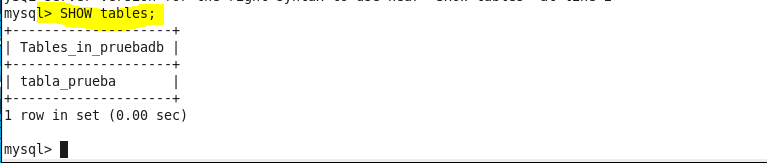 mysql> SHOW tables;
+--------------------+
| Tables_in_pruebadb |
+--------------------+
| tabla_prueba       |
+--------------------+
1 row in set (0.00 sec)
mysql>